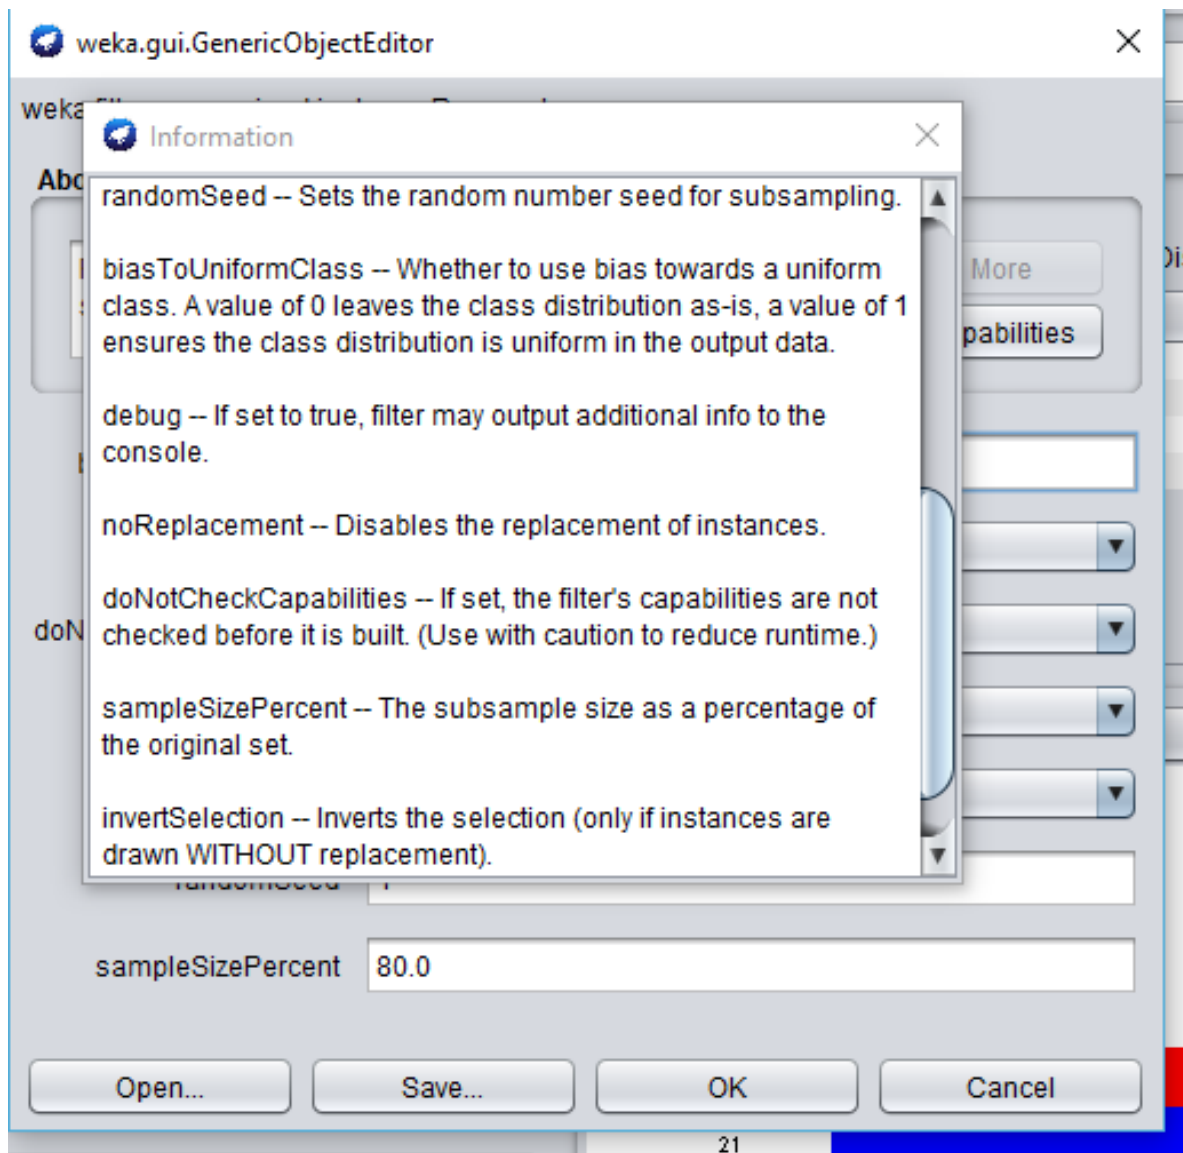 weka.gui.GenericObjectEditor
weka
Information
randomSeed -- Sets the random number seed for subsampling.
biasToUniformClass -- Whether to use bias towards a uniform
class. A value of 0 leaves the class distribution as-is, a value of 1
ensures the class distribution is uniform in the output data.
debug -- If set to true, filter may output additional info to the
console.
noReplacement -- Disables the replacement of instances.
doNotCheckCapabilities -- If set, the filter's capabilities are not
checked before it is built. (Use with caution to reduce runtime.)
sampleSizePercent -- The subsample size as a percentage of
the original set.
invertSelection -- Inverts the selection (only if instances are
drawn WITHOUT replacement).
More
pabilities
doN
randomSeed
sampleSizePercent 80.0
Open... Save... OK Cancel
21